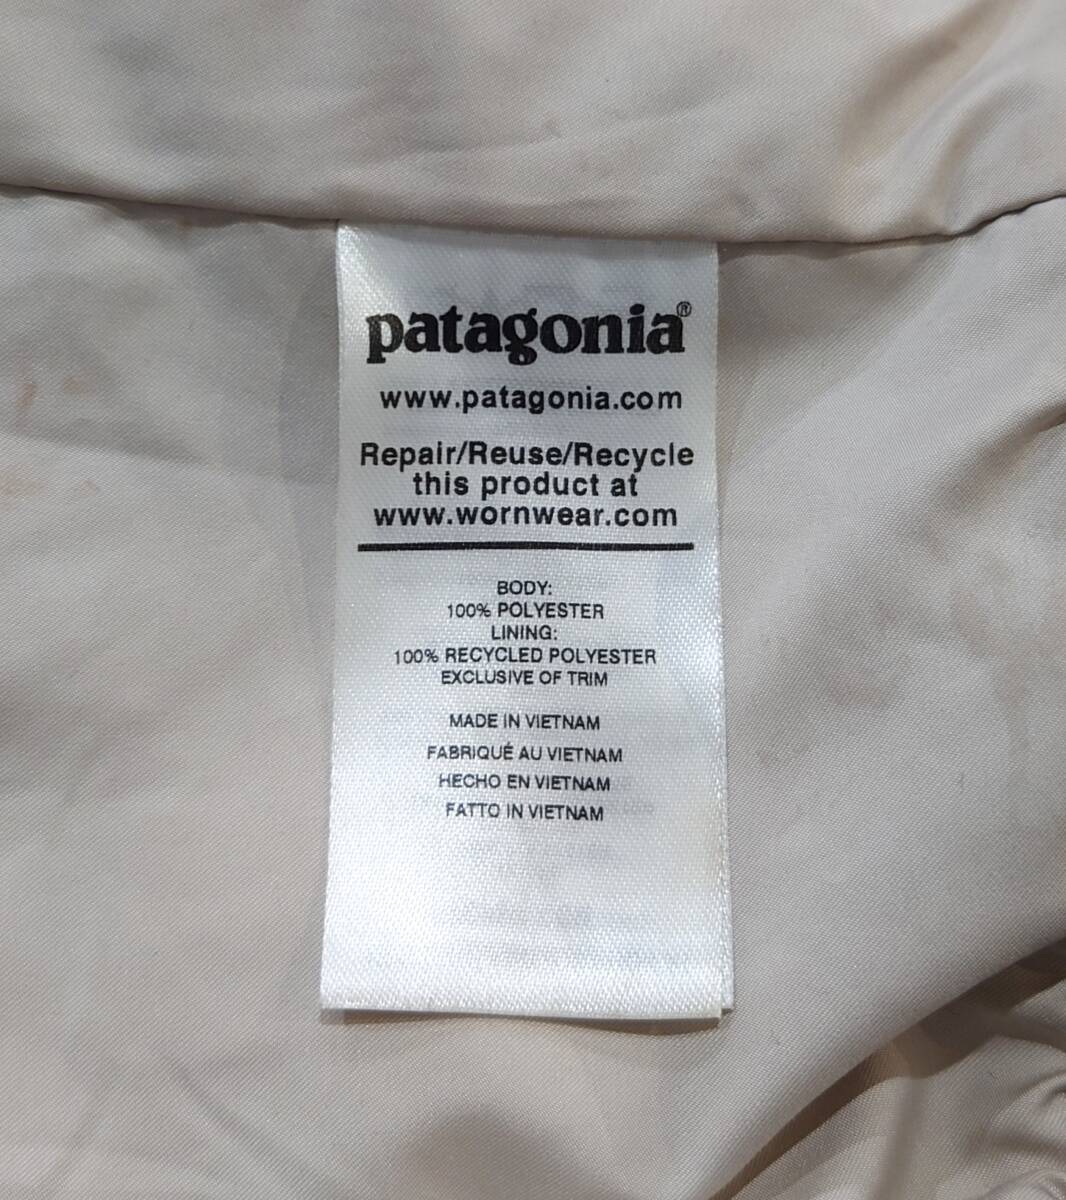 patagonia®
www.patagonia.com
Repair/Reuse/Recycle
this product at
www.wornwear.com
BODY:
100% POLYESTER
LINING:
100% RECYCLED POLYESTER
EXCLUSIVE OF TRIM
MADE IN VIETNAM
FABRIQUÉ AU VIETNAM
HECHO EN VIETNAM
FATTO IN VIETNAM